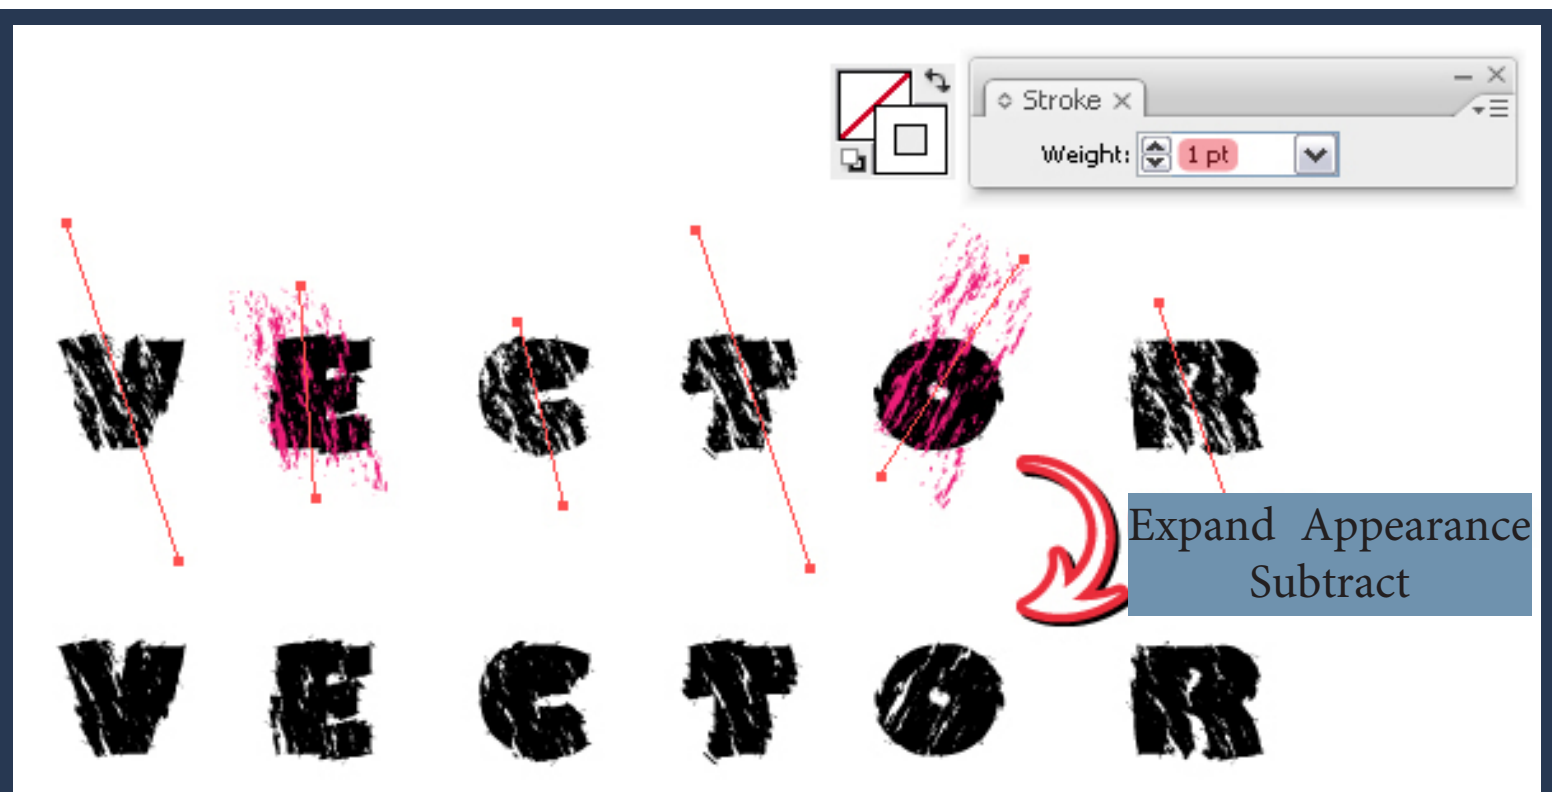 Stroke
Weight: 1 pt
VECTOR
Expand Appearance
Subtract
VECTOR